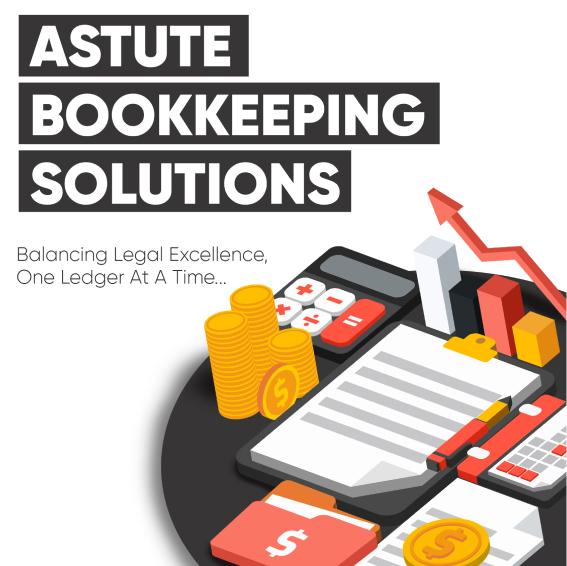 ASTUTE
BOOKKEEPING
SOLUTIONS
Balancing Legal Excellence,
One Ledger At A Time...
+ −
× ÷ =
$
$
$